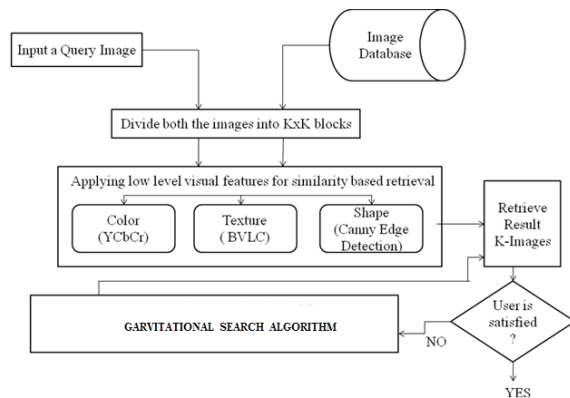 Input a Query Image
Image
Database
Divide both the images into KxK blocks
Applying low level visual features for similarity based retrieval
Color
(YCbCr)
Texture
( BVLC)
Shape
(Canny Edge
Detection)
Retrieve
Result
K-Images
User is
satisfied
?
NO
YES
GARVITATIONAL SEARCH ALGORITHM